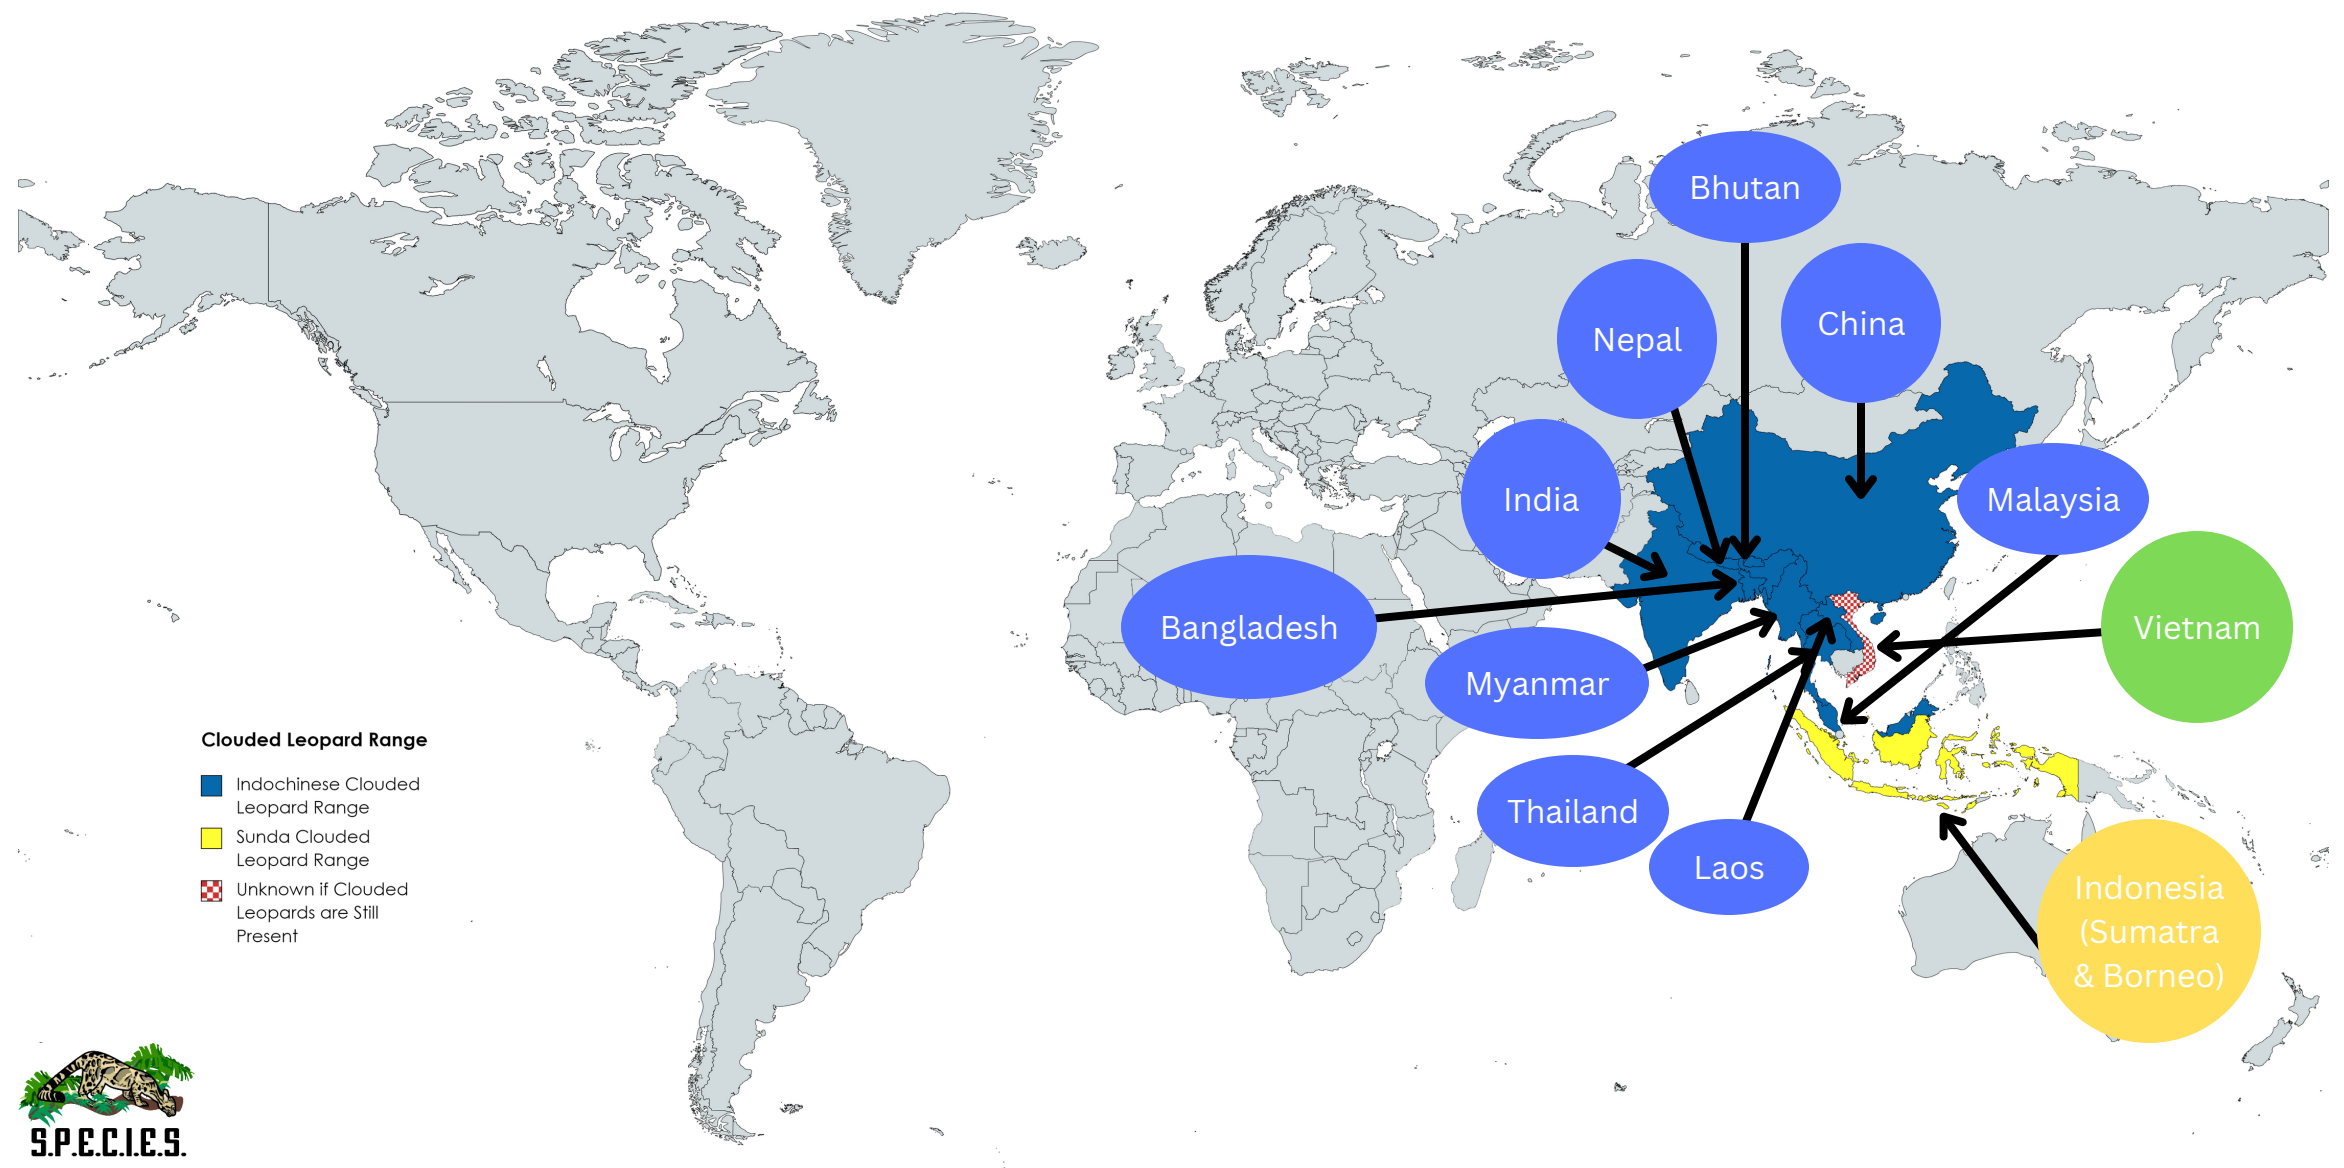 Bhutan
Nepal
China
India
Malaysia
Bangladesh
Vietnam
Myanmar
Thailand
Laos
Indonesia
(Sumatra
& Borneo)
Clouded Leopard Range
Indochinese Clouded
Leopard Range
Sunda Clouded
Leopard Range
Unknown if Clouded
Leopards are Still
Present
S.P.E.C.I.E.S.